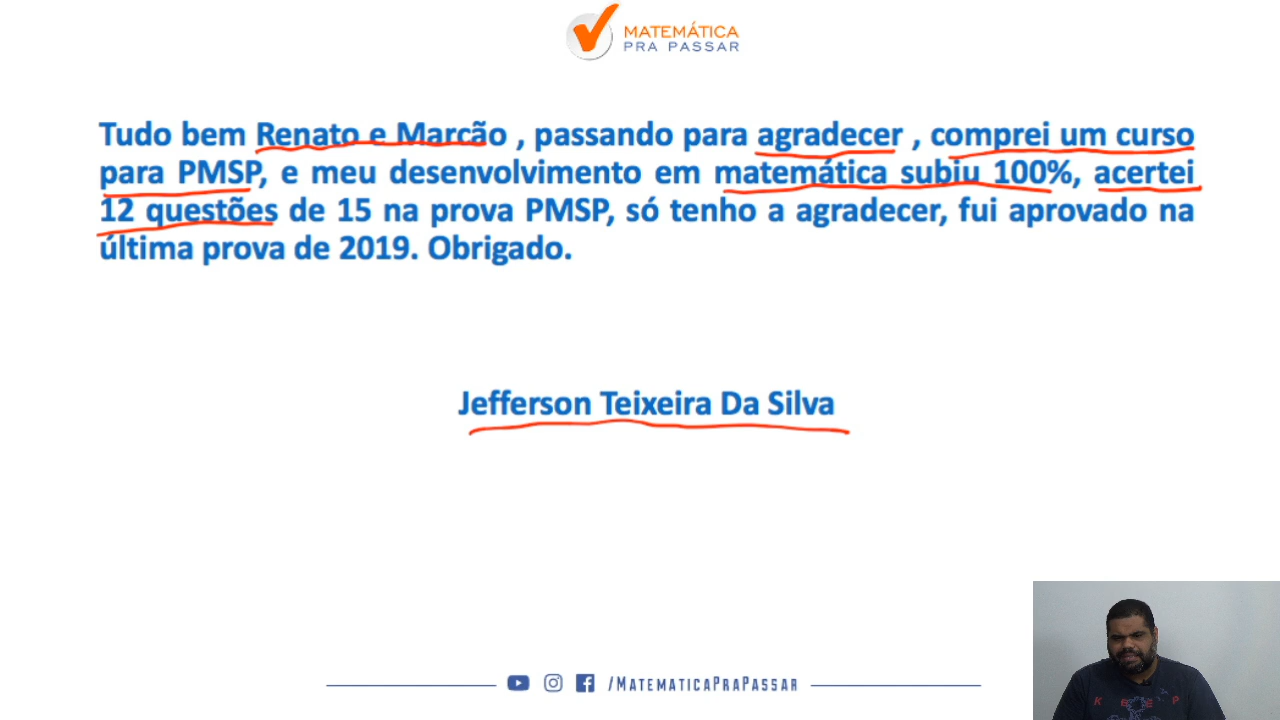 MATEMÁTICA
PRA PASSAR
Tudo bem Renato e Marcão , passando para agradecer , comprei um curso
para PMSP, e meu desenvolvimento em matemática subiu 100%, acertei
12 questões de 15 na prova PMSP, só tenho a agradecer, fui aprovado na
última prova de 2019. Obrigado.
Jefferson Teixeira Da Silva
/MATEMATICAPRAPASSAR